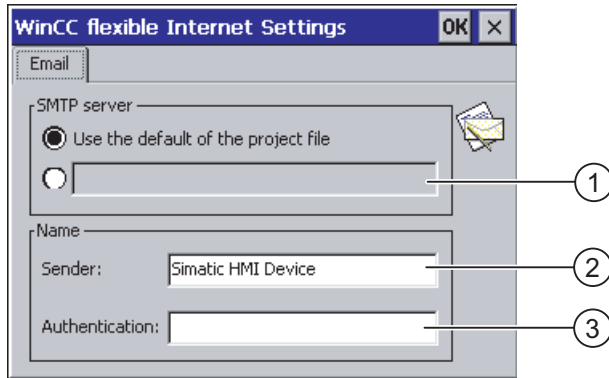 WinCC flexible Internet Settings OK ×
Email
SMTP server
Use the default of the project file
1
Name
Sender: Simatic HMI Device
2
Authentication:
3